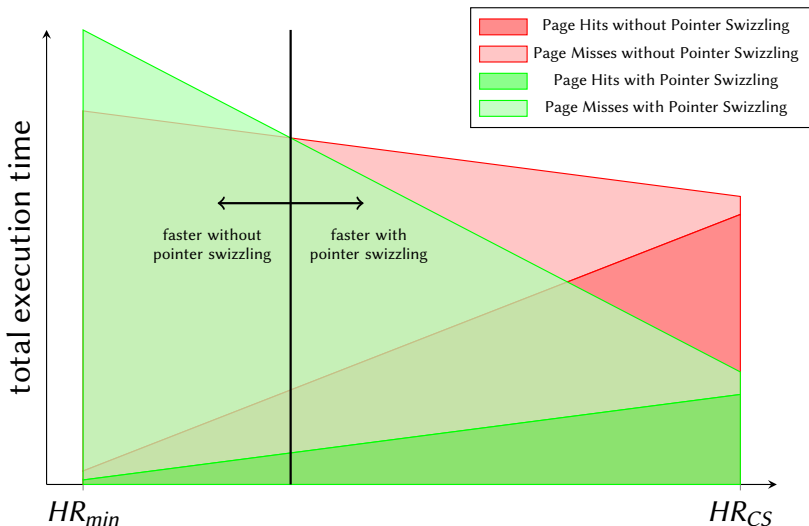 Page Hits without Pointer Swizzling
Page Misses without Pointer Swizzling
Page Hits with Pointer Swizzling
Page Misses with Pointer Swizzling
total execution time
faster without
pointer swizzling
faster with
pointer swizzling
HRmin
HRCS